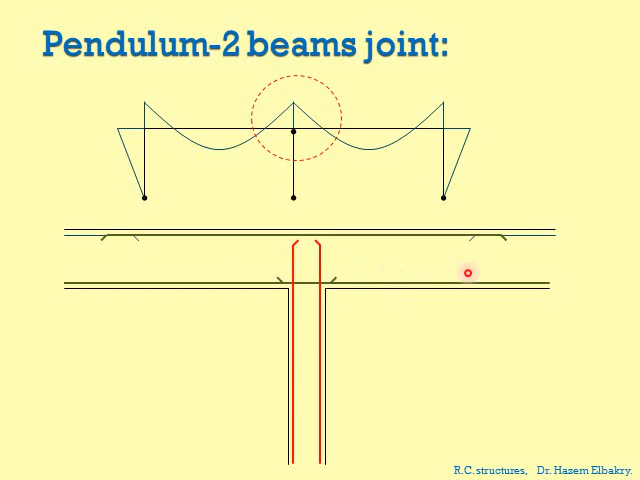 Pendulum-2 beams joint:
R.C. structures, Dr. Hazem Elbakry.